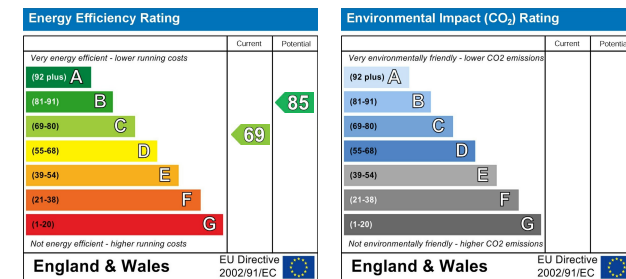 Energy Efficiency Rating
Current Potential
Very energy efficient - lower running costs
(92 plus) A
(81-91) B
85
(69-80) C
69
(55-68) D
(39-54) E
(21-38) F
(1-20) G
Not energy efficient - higher running costs
England & Wales
EU Directive
2002/91/EC
Environmental Impact (CO₂) Rating
Current Potential
Very environmentally friendly - lower CO2 emissions
(92 plus) A
(81-91) B
(69-80) C
(55-68) D
(39-54) E
(21-38) F
(1-20) G
Not environmentally friendly - higher CO2 emissions
England & Wales
EU Directive
2002/91/EC